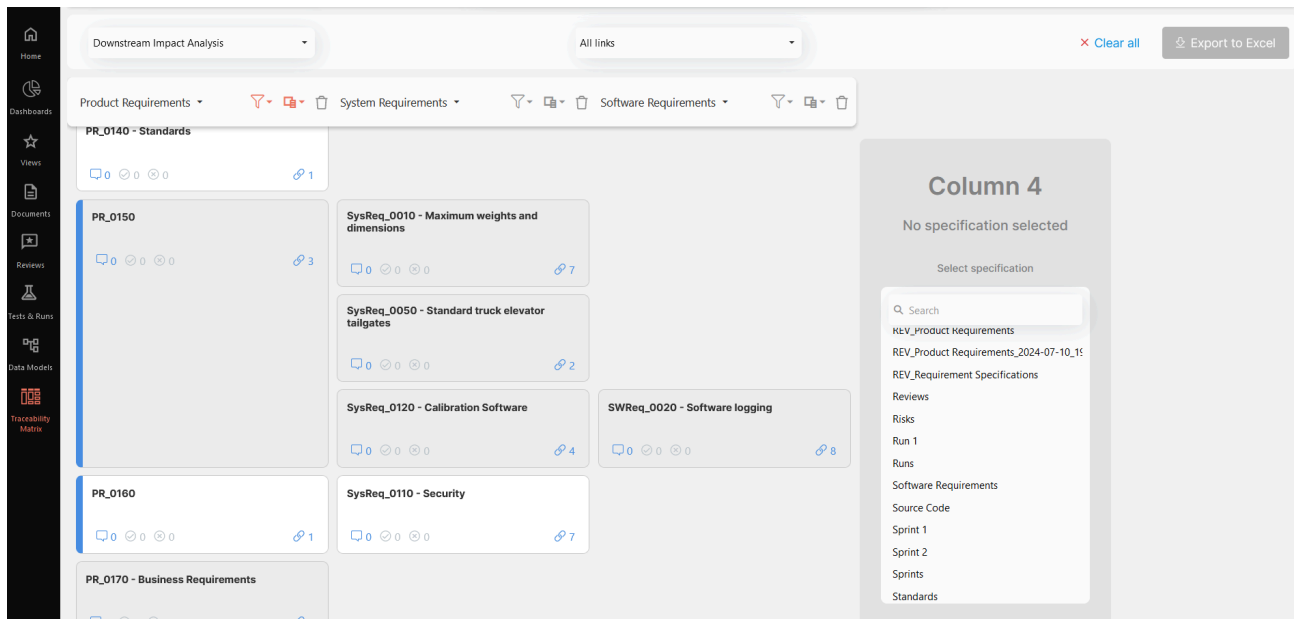 Home
Dashboards
Views
Documents
Reviews
Tests & Runs
Data Models
Traceability
Matrix
Downstream Impact Analysis
All links
Clear all
Export to Excel
Product Requirements
System Requirements
Software Requirements
PR_0140 - Standards
0 0 0 1
PR_0150
0 0 0 3
SysReq_0010 - Maximum weights and
dimensions
0 0 0 7
SysReq_0050 - Standard truck elevator
tailgates
0 0 0 2
SysReq_0120 - Calibration Software
0 0 0 4
SWReq_0020 - Software logging
0 0 0 8
PR_0160
0 0 0 1
SysReq_0110 - Security
0 0 0 7
PR_0170 - Business Requirements
Column 4
No specification selected
Select specification
Search
REV_Product Requirements
REV_Product Requirements_2024-07-10_19
REV_Requirement Specifications
Reviews
Risks
Run 1
Runs
Software Requirements
Source Code
Sprint 1
Sprint 2
Sprints
Standards